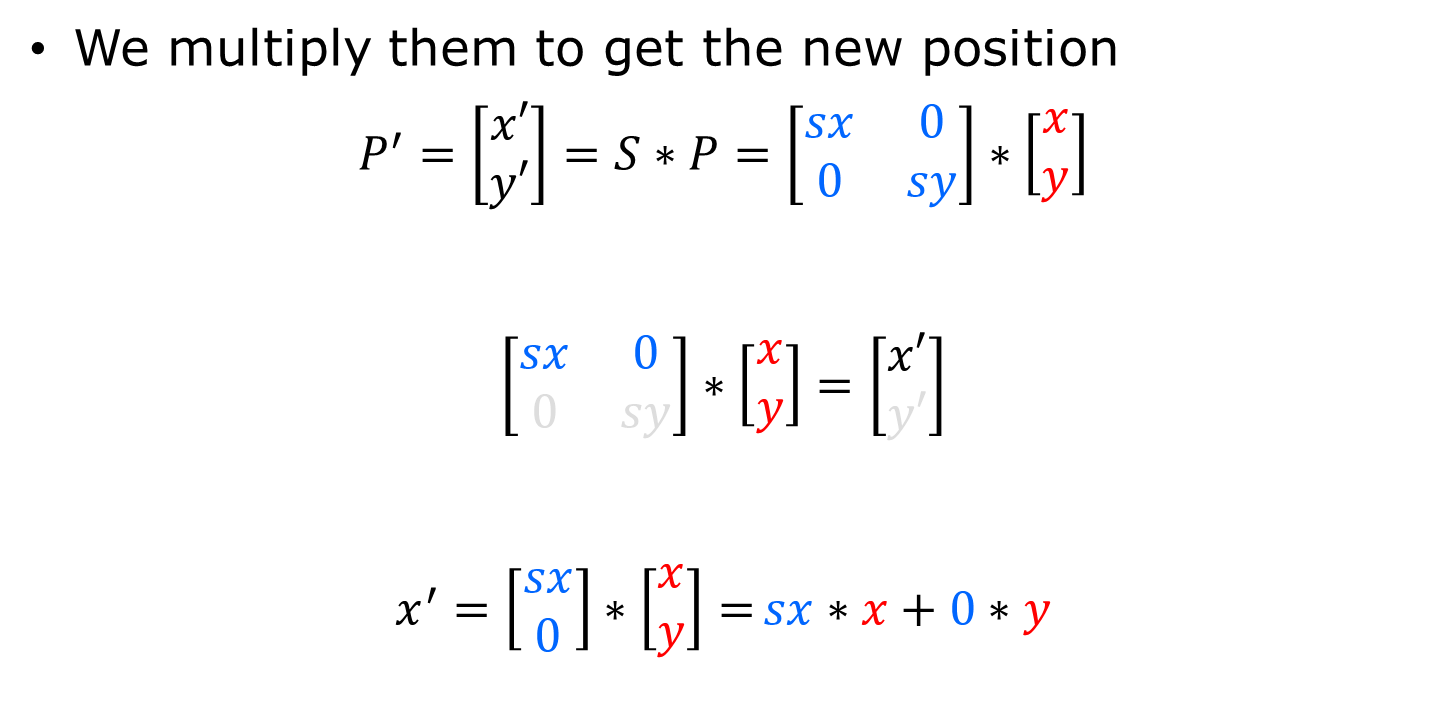 • We multiply them to get the new position
P′ = [x′ y′] = S ∗ P = [sx 0 0 sy] ∗ [x y]
[sx 0 0 sy] ∗ [x y] = [x′ y′]
x′ = [sx 0] ∗ [x y] = sx ∗ x + 0 ∗ y